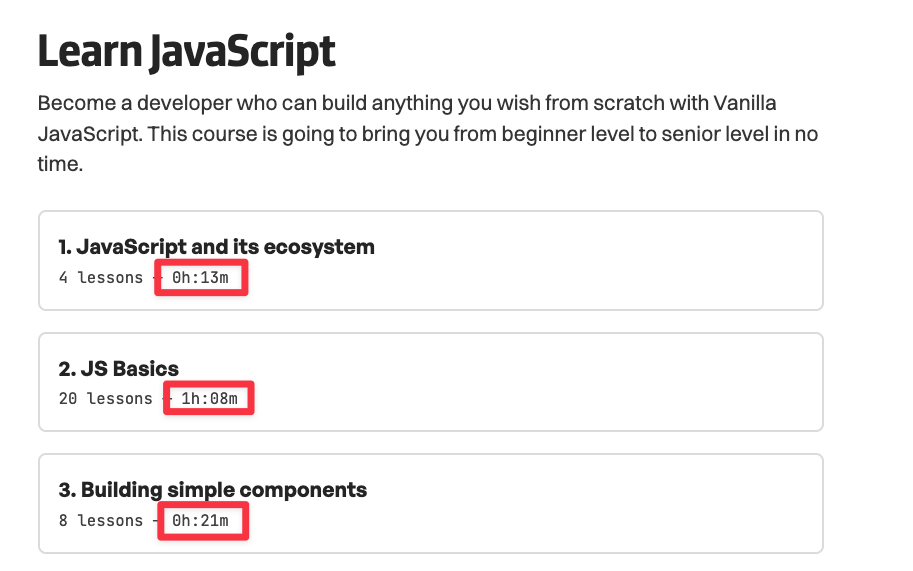 Learn JavaScript
Become a developer who can build anything you wish from scratch with Vanilla
JavaScript. This course is going to bring you from beginner level to senior level in no
time.
1. JavaScript and its ecosystem
4 lessons - 0h:13m
2. JS Basics
20 lessons - 1h:08m
3. Building simple components
8 lessons - 0h:21m